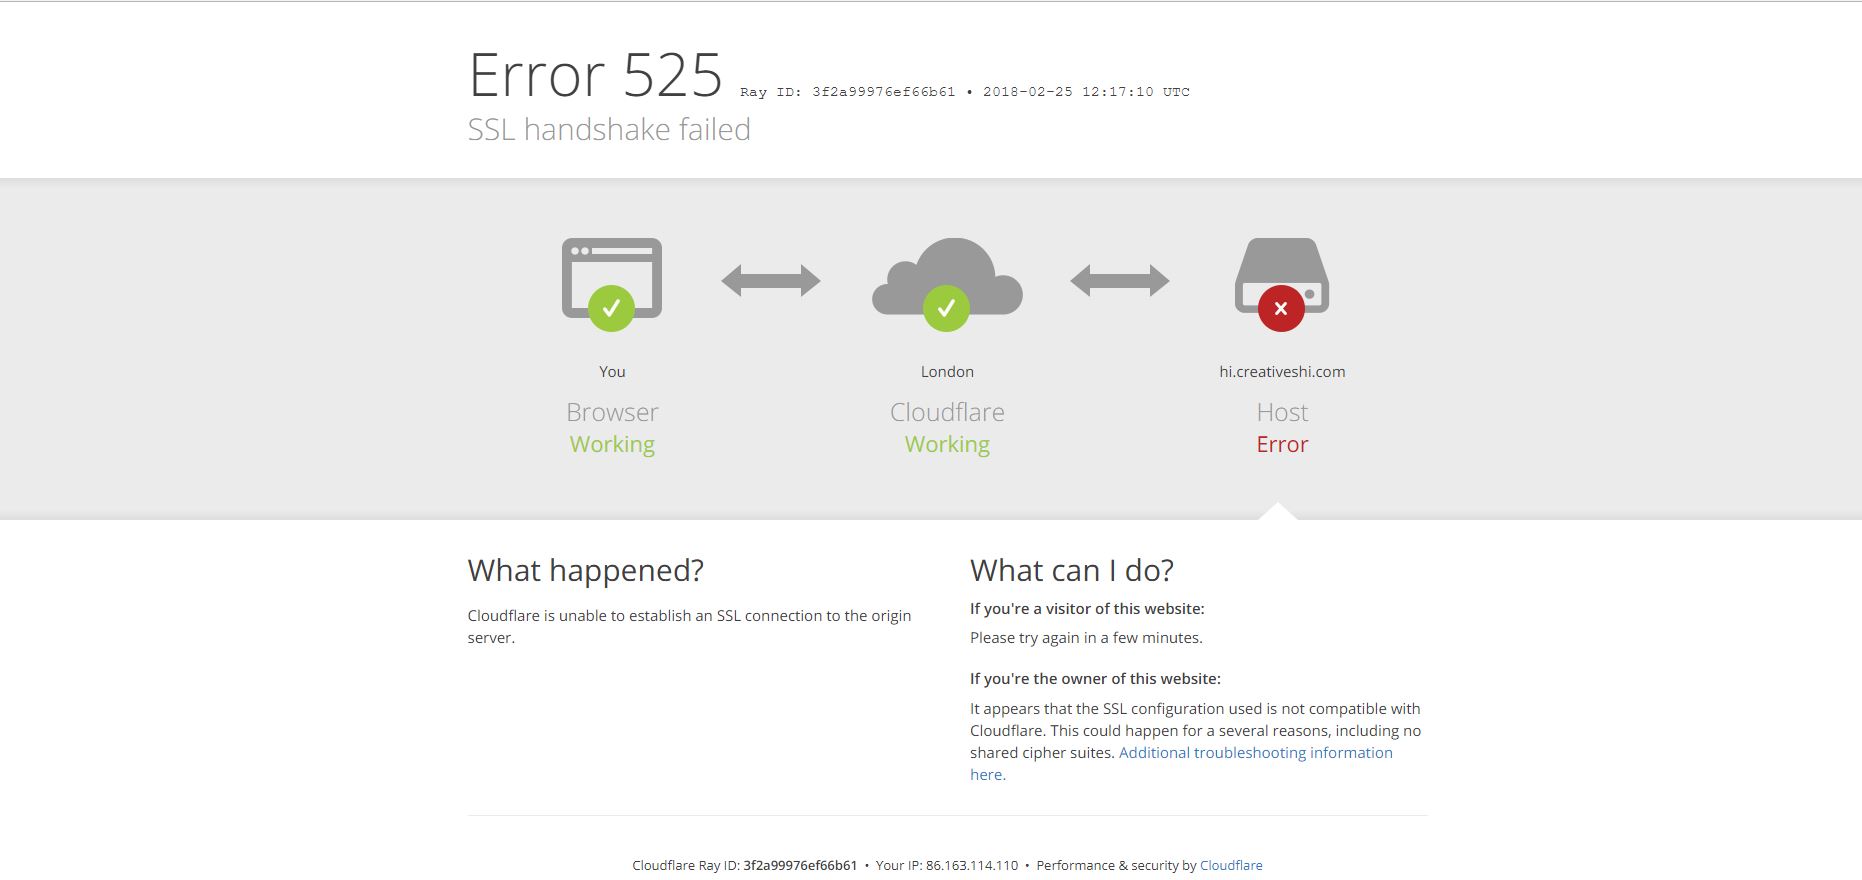 Error 525 Ray ID: 3f2a99976ef66b61 • 2018-02-25 12:17:10 UTC
SSL handshake failed
You
Browser
Working
London
Cloudflare
Working
hi.creativeshi.com
Host
Error
What happened?
Cloudflare is unable to establish an SSL connection to the origin
server.
What can I do?
If you're a visitor of this website:
Please try again in a few minutes.
If you're the owner of this website:
It appears that the SSL configuration used is not compatible with
Cloudflare. This could happen for a several reasons, including no
shared cipher suites. Additional troubleshooting information
here.
Cloudflare Ray ID: 3f2a99976ef66b61 • Your IP: 86.163.114.110 • Performance & security by Cloudflare